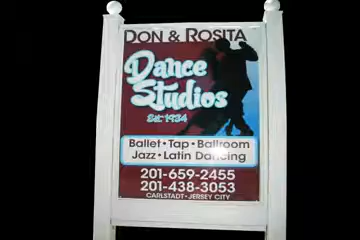 DON & ROSITA
Dance
Studios
Est. 1934
Ballet • Tap • Ballroom
Jazz • Latin Dancing
201-659-2455
201-438-3053
CARLSTADT • JERSEY CITY